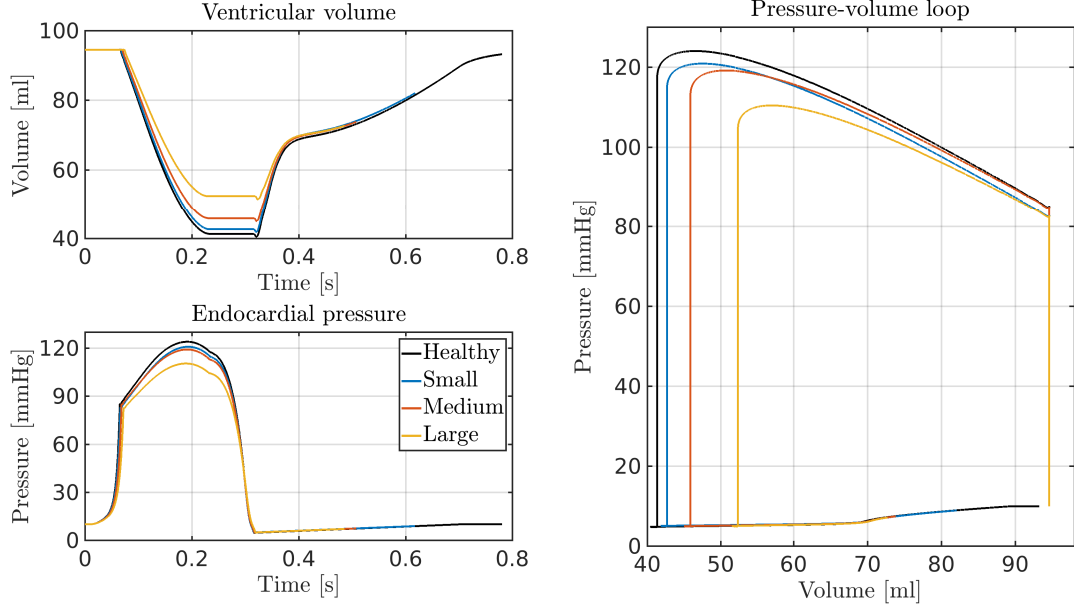 Ventricular volume
Volume [ml]
100
80
60
40
0
0.2
0.4
0.6
0.8
Time [s]
Endocardial pressure
Pressure [mmHg]
120
90
60
30
0
0
0.2
0.4
0.6
0.8
Time [s]
Healthy
Small
Medium
Large
Pressure-volume loop
Pressure [mmHg]
120
100
80
60
40
20
0
40
50
60
70
80
90
Volume [ml]